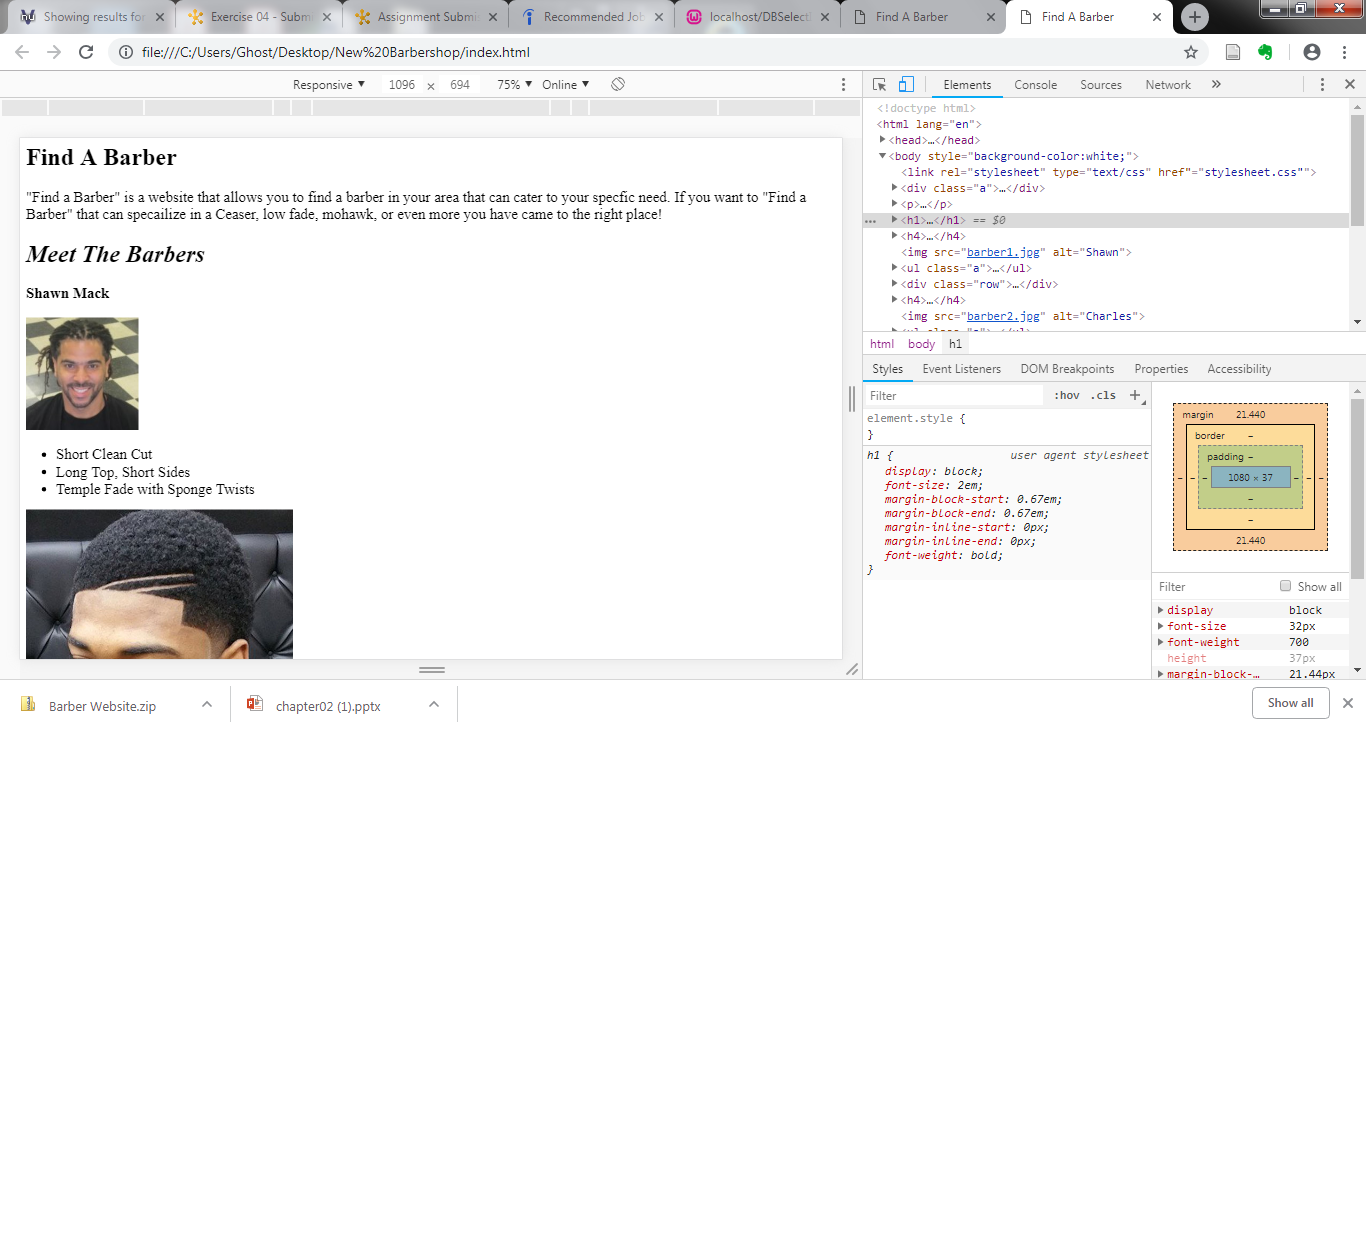 Showing results for
Exercise 04 - Subm
Assignment Submis
Recommended Job
localhost/DBSelect
Find A Barber
Find A Barber
file:///C:/Users/Ghost/Desktop/New%20Barbershop/index.html
Responsive ▼ 1096 × 694 75% ▼ Online ▼
Elements Console Sources Network »
Find A Barber
"Find a Barber" is a website that allows you to find a barber in your area that can cater to your specfic need. If you want to "Find a
Barber" that can specailize in a Ceaser, low fade, mohawk, or even more you have came to the right place!
Meet The Barbers
Shawn Mack
• Short Clean Cut
• Long Top, Short Sides
• Temple Fade with Sponge Twists
<!doctype html>
<html lang="en">
<head>…</head>
<body style="background-color:white;">
<link rel="stylesheet" type="text/css" href"="stylesheet.css"">
<div class="a">…</div>
<p>…</p>
<h1>…</h1> == $0
<h4>…</h4>
<img src="barber1.jpg" alt="Shawn">
<ul class="a">…</ul>
<div class="row">…</div>
<h4>…</h4>
<img src="barber2.jpg" alt="Charles">
<ul class="a">…</ul>
html body h1
Styles Event Listeners DOM Breakpoints Properties Accessibility
Filter :hov .cls +
element.style {
}
h1 { user agent stylesheet
display: block;
font-size: 2em;
margin-block-start: 0.67em;
margin-block-end: 0.67em;
margin-inline-start: 0px;
margin-inline-end: 0px;
font-weight: bold;
}
margin 21.440
border –
padding –
– – – 1080 × 37 – – –
–
–
21.440
Filter Show all
display block
font-size 32px
font-weight 700
height 37px
margin-block-… 21.44px
Barber Website.zip
chapter02 (1).pptx
Show all